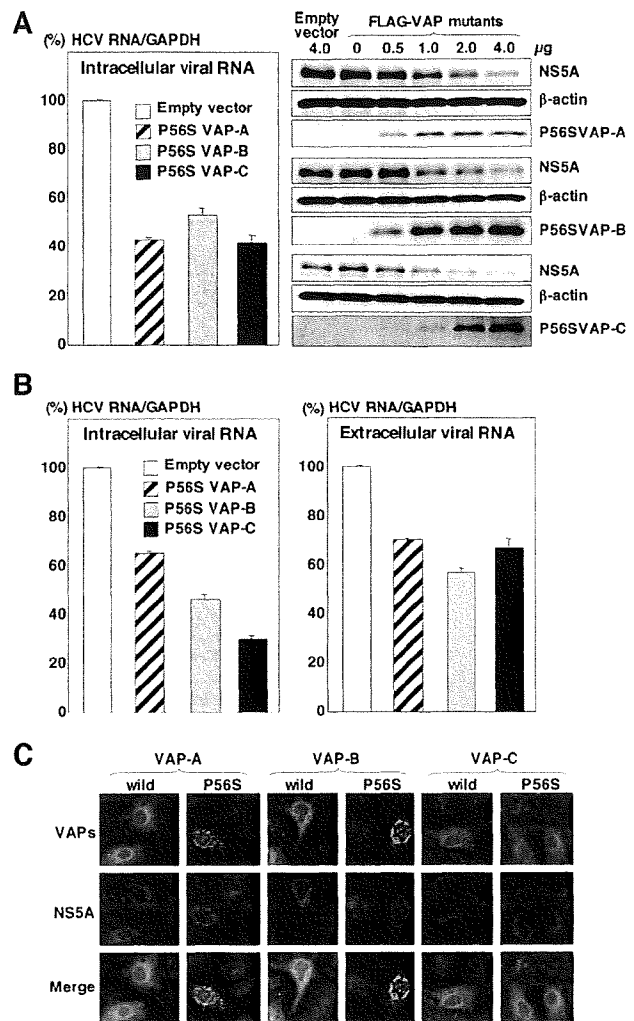 A
(%) HCV RNA/GAPDH
Intracellular viral RNA
100
80
60
40
20
0
Empty vector
P56S VAP-A
P56S VAP-B
P56S VAP-C
Empty vector
FLAG-VAP mutants
4.0 0 0.5 1.0 2.0 4.0 μg
NS5A
β-actin
P56SVAP-A
NS5A
β-actin
P56SVAP-B
NS5A
β-actin
P56SVAP-C
B
(%) HCV RNA/GAPDH
Intracellular viral RNA
100
80
60
40
20
0
Empty vector
P56S VAP-A
P56S VAP-B
P56S VAP-C
(%) HCV RNA/GAPDH
Extracellular viral RNA
100
80
60
40
20
0
C
VAP-A VAP-B VAP-C
wild P56S wild P56S wild P56S
VAPs
NS5A
Merge